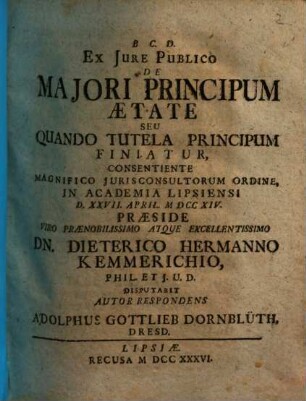 B C. D.
EX JURE PUBLICO
DE
MAJORI PRINCIPUM
ÆTATE
SEU
QUANDO TUTELA PRINCIPUM
FINIATUR,
CONSENTIENTE
MAGNIFICO JURISCONSULTORUM ORDINE,
IN ACADEMIA LIPSIENSI
D. XXVII. APRIL. M DCC XIV.
PRÆSIDE
VIRO PRÆNOBILISSIMO ATQUE EXCELLENTISSIMO
DN. DIETERICO HERMANNO
KEMMERICHIO,
PHIL. ET J. U. D.
DISPUTABIT
AUTOR RESPONDENS
ADOLPHUS GOTTLIEB DORNBLÜTH,
DRESD.
LIPSIÆ
RECUSA M DCC XXXVI.